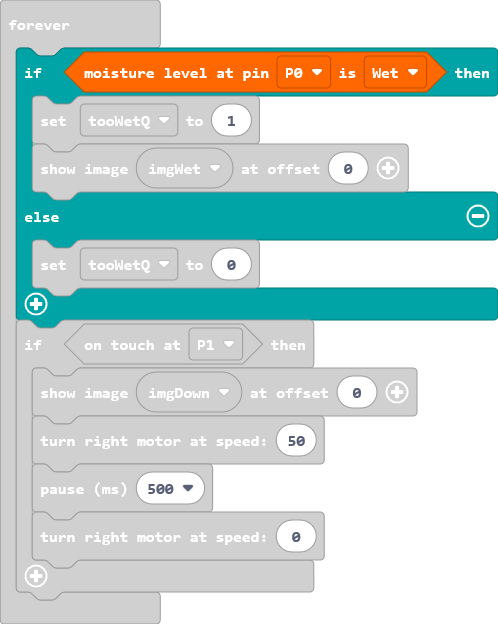 forever
if moisture level at pin P0 is Wet then
set tooWetQ to 1
show image imgWet at offset 0
else
set tooWetQ to 0
if on touch at P1 then
show image imgDown at offset 0
turn right motor at speed: 50
pause (ms) 500
turn right motor at speed: 0